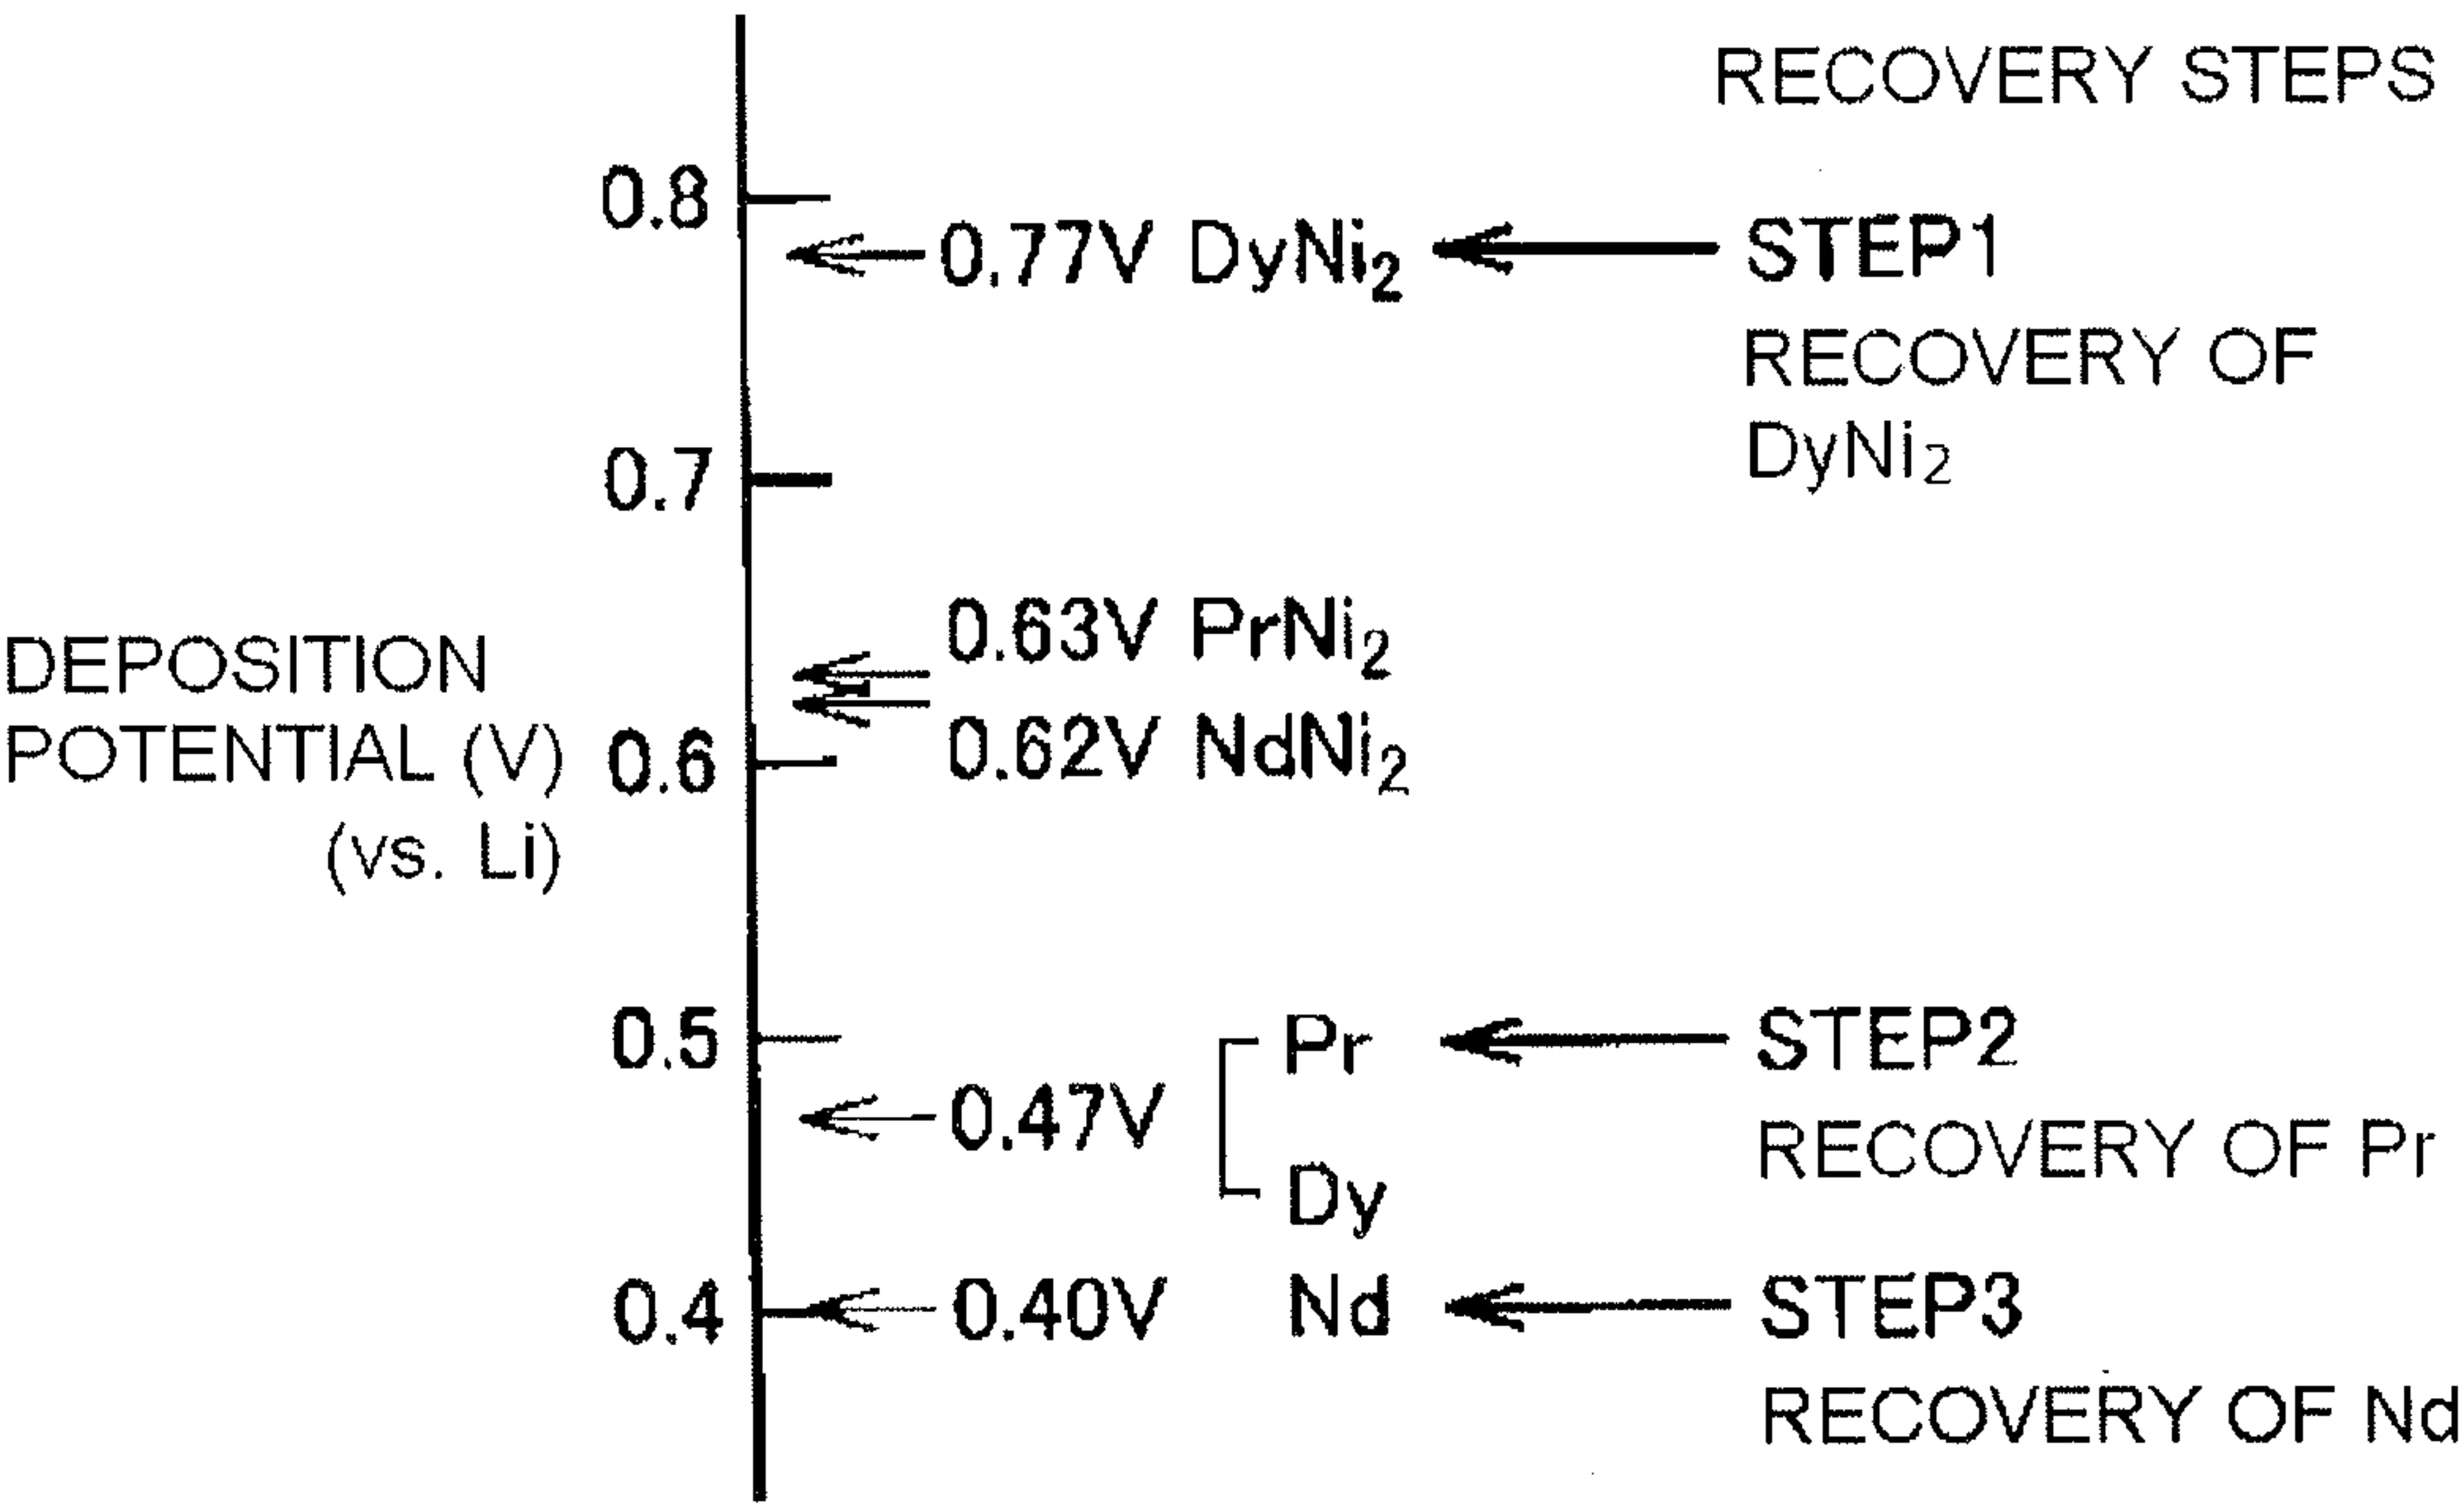 RECOVERY STEPS
0.8
0.77V DyNi₂
STEP1
RECOVERY OF
DyNi₂
0.7
0.63V PrNi₂
DEPOSITION
POTENTIAL (V)
(vs. Li)
0.6
0.62V NdNi₂
0.5
Pr
STEP2
0.47V
RECOVERY OF Pr
Dy
0.4
0.40V Nd
STEP3
RECOVERY OF Nd